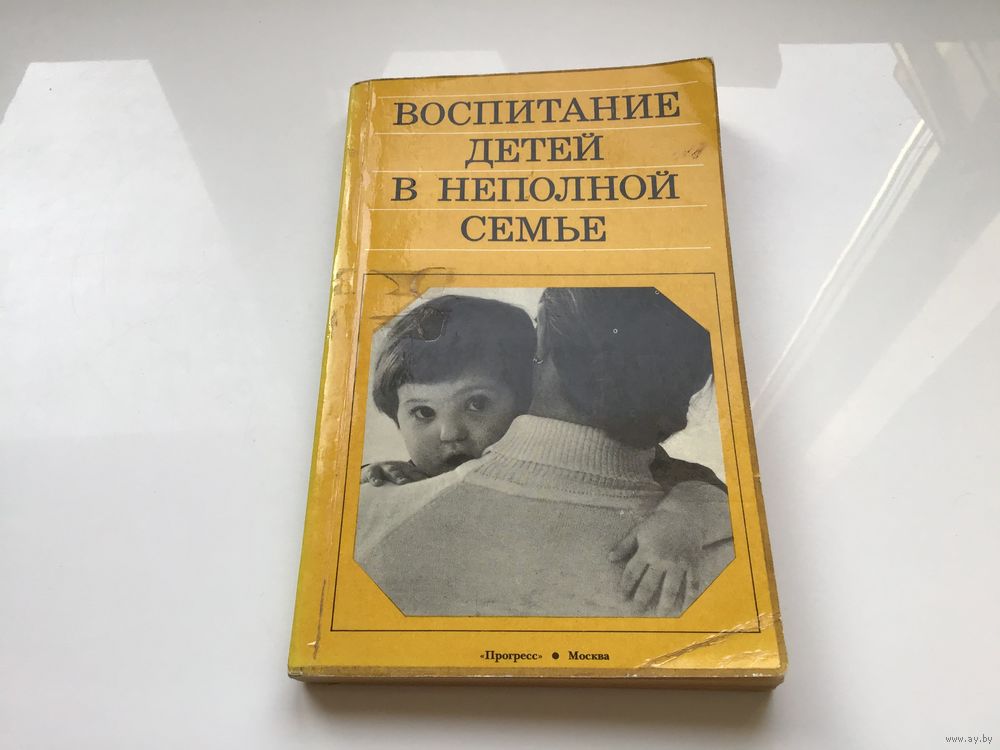 ВОСПИТАНИЕ
ДЕТЕЙ
В НЕПОЛНОЙ
СЕМЬЕ
«Прогресс» ● Москва
www.ay.by